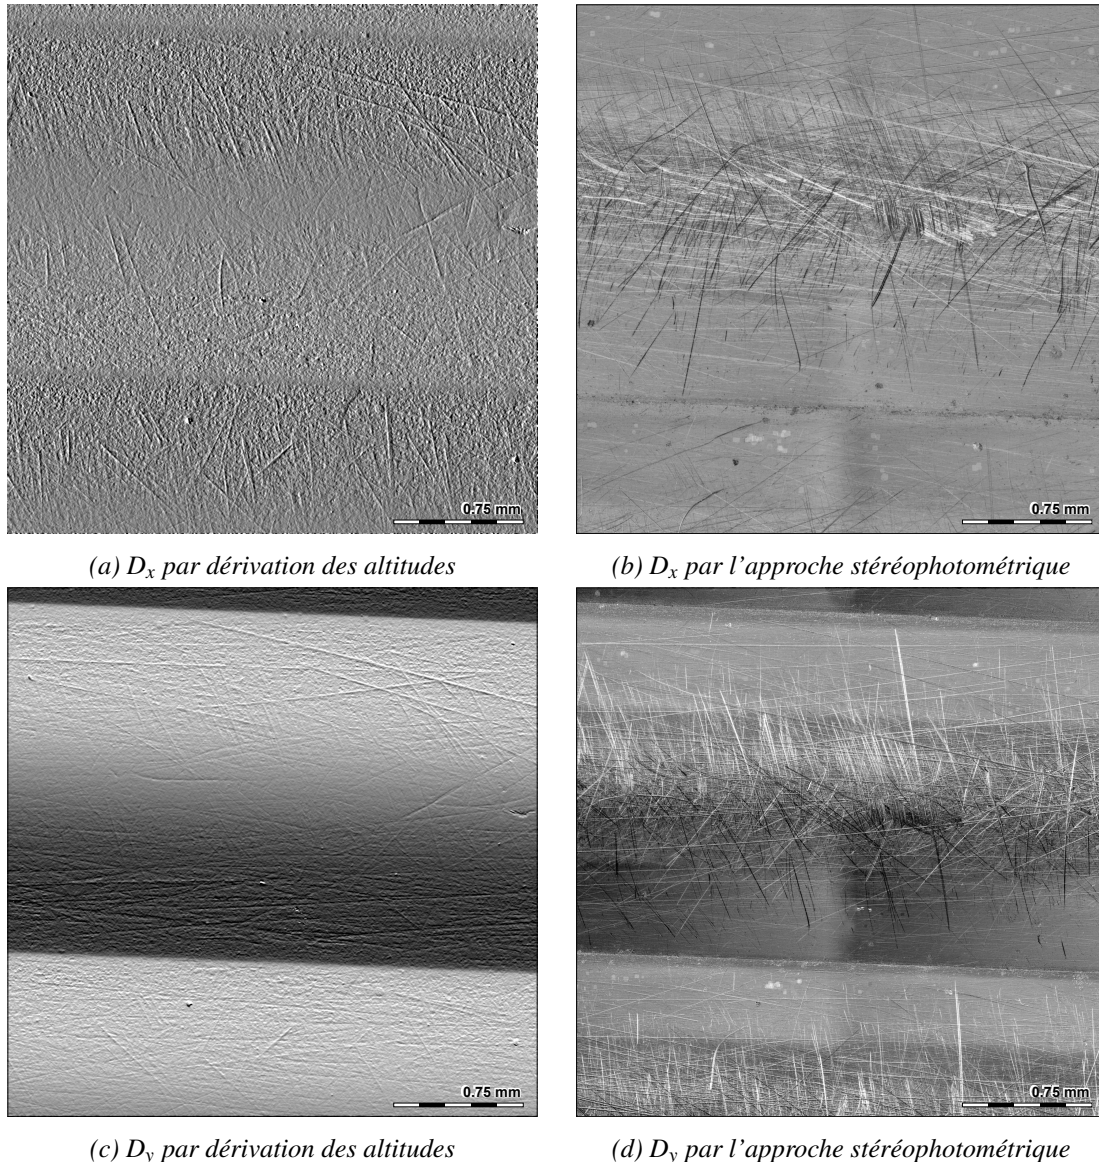 0.75 mm
0.75 mm
(a) Dx par dérivation des altitudes
(b) Dx par l'approche stéréophotométrique
0.75 mm
0.75 mm
(c) Dy par dérivation des altitudes
(d) Dy par l'approche stéréophotométrique